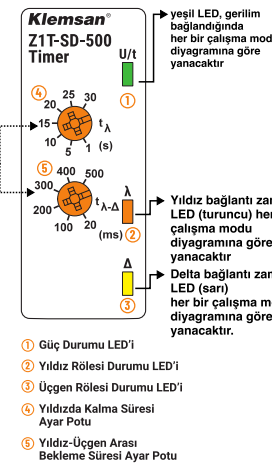 Klemsan®
Z1T-SD-500
Timer
U/t
①
yeşil LED, gerilim
bağlandığında
her bir çalışma mod
diyagramına göre
yanacaktır
④
25
20
30
15
tλ
10
5
1
(s)
⑤
400
500
300
tλ-Δ
200
100
20
(ms)
λ
②
Yıldız bağlantı
LED (turuncu)
çalışma modu
diyagramına göre
yanacaktır
Δ
③
Delta bağlantı
LED (sarı)
her bir çalışma
diyagramına göre
yanacaktır.
① Güç Durumu LED'i
② Yıldız Rölesi Durumu LED'i
③ Üçgen Rölesi Durumu LED'i
④ Yıldızda Kalma Süresi
Ayar Potu
⑤ Yıldız-Üçgen Arası
Bekleme Süresi Ayar Potu